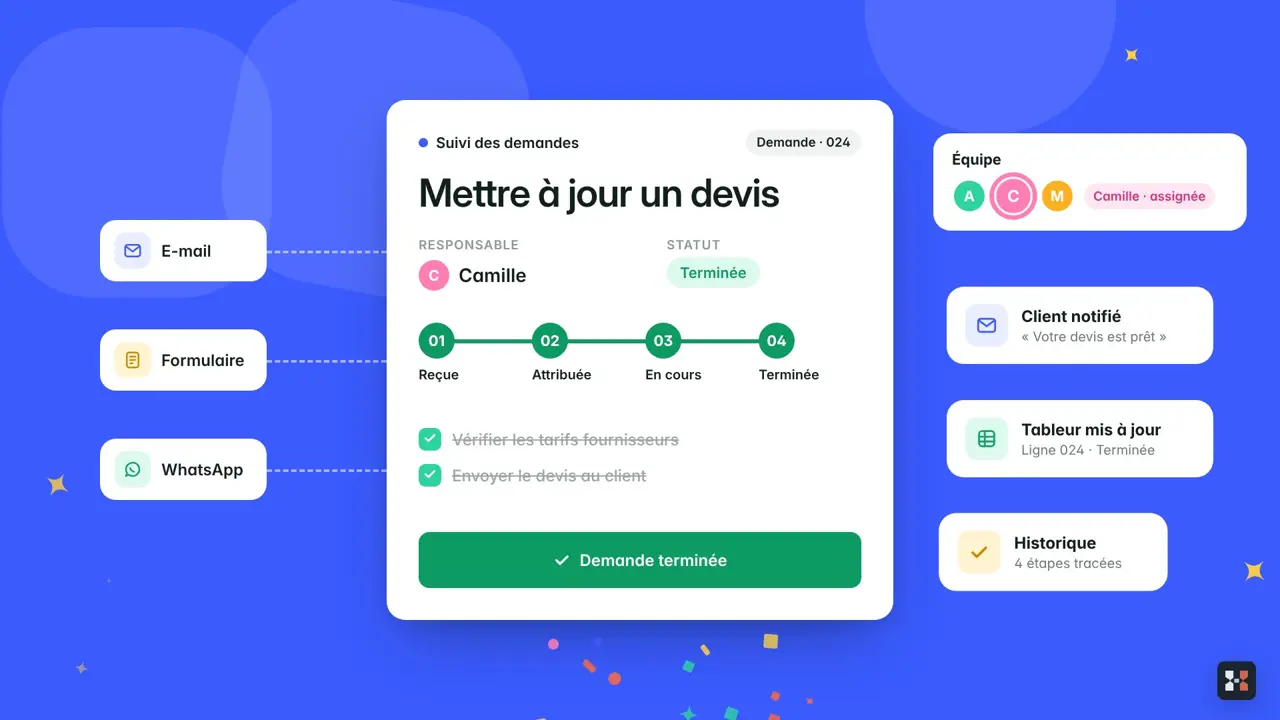 E-mail
Formulaire
WhatsApp
Suivi des demandes
Demande · 024
Mettre à jour un devis
RESPONSABLE
STATUT
C
Camille
Terminée
01
02
03
04
Reçue
Attribuée
En cours
Terminée
Vérifier les tarifs fournisseurs
Envoyer le devis au client
Demande terminée
Équipe
A
C
M
Camille · assignée
Client notifié
« Votre devis est prêt »
Tableur mis à jour
Ligne 024 · Terminée
Historique
4 étapes tracées